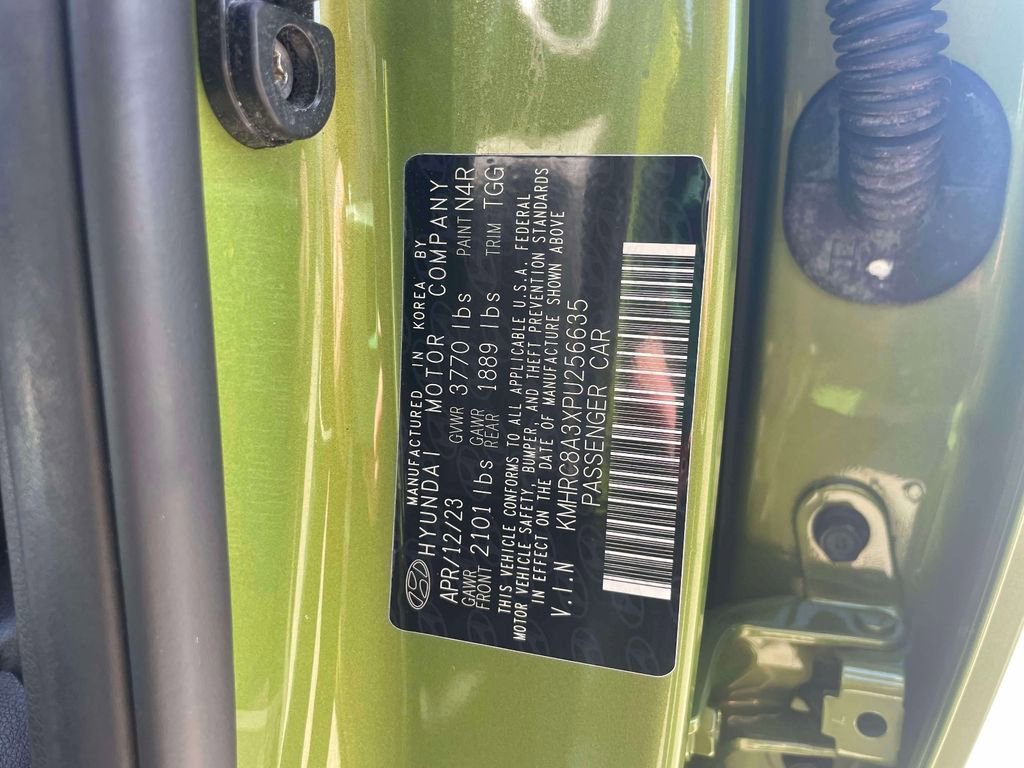 MANUFACTURED IN KOREA BY
HYUNDAI MOTOR COMPANY
APR/12/23 GVWR 3770 lbs PAINT N4R
GAWR FRONT 2101 lbs GAWR REAR 1889 lbs TRIM TGG
THIS VEHICLE CONFORMS TO ALL APPLICABLE U.S.A. FEDERAL
MOTOR VEHICLE SAFETY, BUMPER, AND THEFT PREVENTION STANDARDS
IN EFFECT ON THE DATE OF MANUFACTURE SHOWN ABOVE
V.I.N KMHRC8A3XPU256635
PASSENGER CAR
L